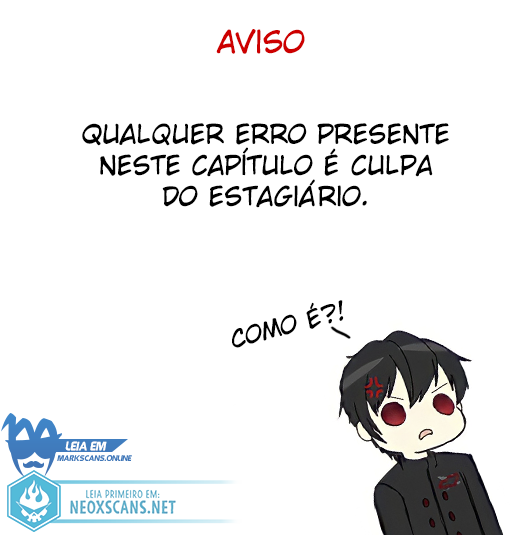 AVISO
QUALQUER ERRO PRESENTE
NESTE CAPÍTULO É CULPA
DO ESTAGIÁRIO.
COMO É?!
LEIA EM
MARKSCANS.ONLINE
LEIA PRIMEIRO EM:
NEOXSCANS.NET